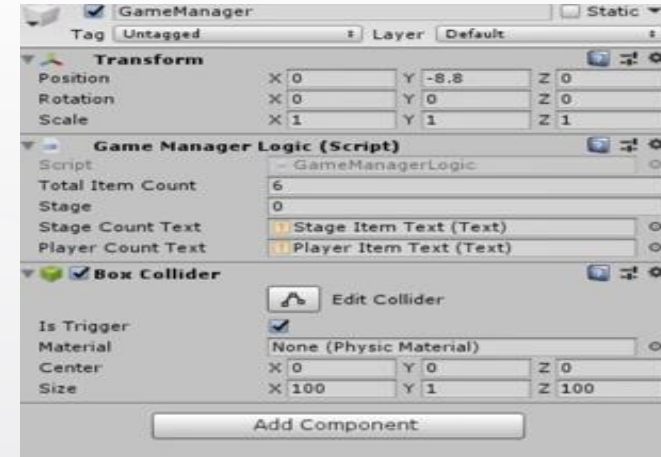 GameManager Static
Tag Untagged Layer Default
Transform
Position X 0 Y -8.8 Z 0
Rotation X 0 Y 0 Z 0
Scale X 1 Y 1 Z 1
Game Manager Logic (Script)
Script GameManagerLogic
Total Item Count 6
Stage 0
Stage Count Text Stage Item Text (Text)
Player Count Text Player Item Text (Text)
Box Collider
Edit Collider
Is Trigger
Material None (Physic Material)
Center X 0 Y 0 Z 0
Size X 100 Y 1 Z 100
Add Component